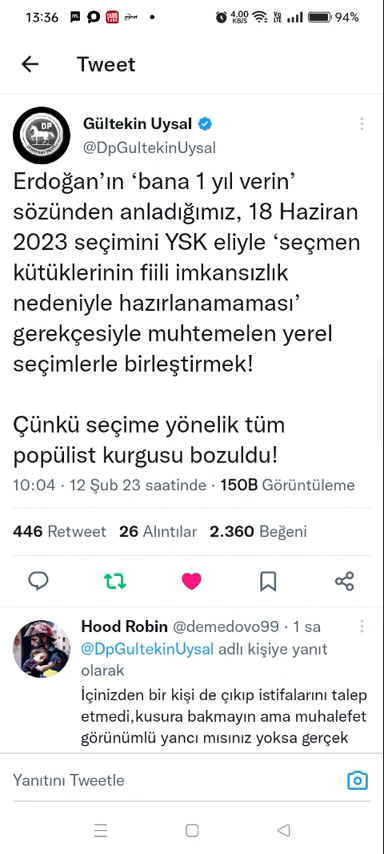 13:36
4.00
KB/S
94%
Tweet
DP
Gültekin Uysal
@DpGultekinUysal
Erdoğan’ın ‘bana 1 yıl verin’
sözünden anladığımız, 18 Haziran
2023 seçimini YSK eliyle ‘seçmen
kütüklerinin fiili imkansızlık
nedeniyle hazırlanamaması’
gerekçesiyle muhtemelen yerel
seçimlerle birleştirmek!
Çünkü seçime yönelik tüm
popülist kurgusu bozuldu!
10:04 · 12 Şub 23 saatinde · 150B Görüntüleme
446 Retweet 26 Alıntılar 2.360 Beğeni
Hood Robin @demedovo99 · 1 sa
@DpGultekinUysal adlı kişiye yanıt
olarak
İçinizden bir kişi de çıkıp istifalarını talep
etmedi,kusura bakmayın ama muhalefet
görünümlü yancı mısınız yoksa gerçek
Yanıtını Tweetle